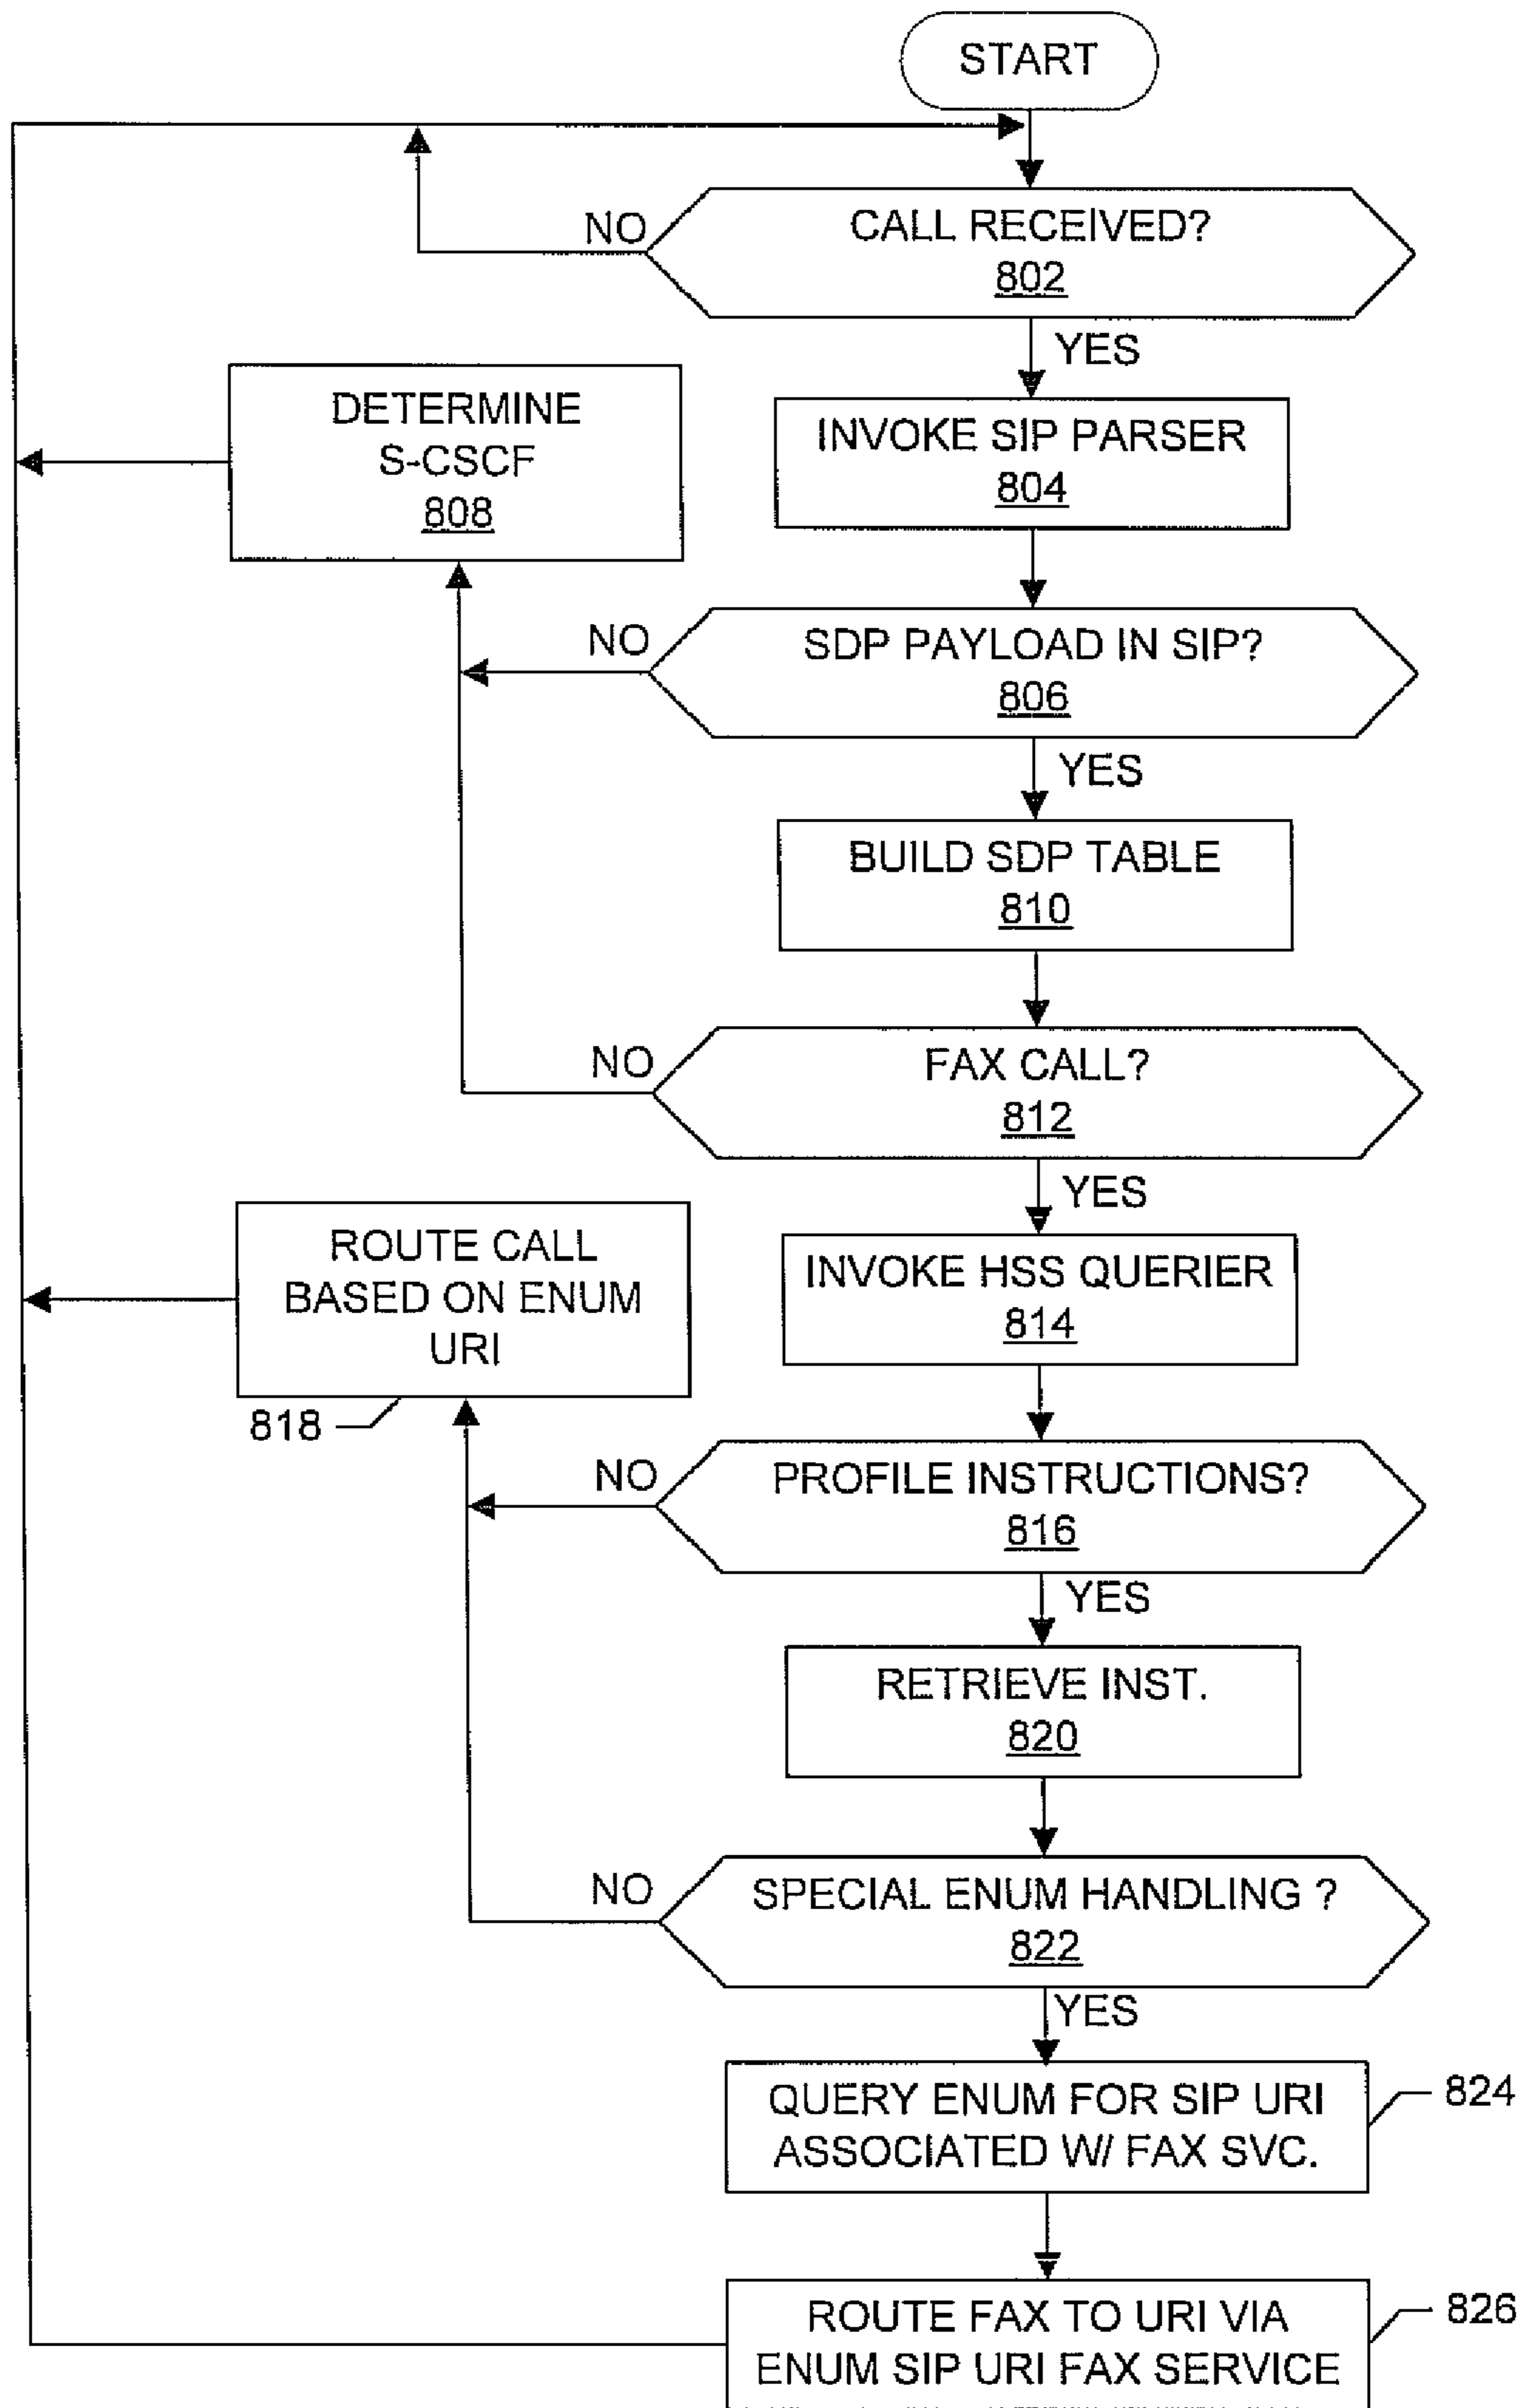 START
NO
CALL RECEIVED?
802
YES
DETERMINE
S-CSCF
808
INVOKE SIP PARSER
804
NO
SDP PAYLOAD IN SIP?
806
YES
BUILD SDP TABLE
810
NO
FAX CALL?
812
YES
ROUTE CALL
BASED ON ENUM
URI
818
INVOKE HSS QUERIER
814
NO
PROFILE INSTRUCTIONS?
816
YES
RETRIEVE INST.
820
NO
SPECIAL ENUM HANDLING ?
822
YES
QUERY ENUM FOR SIP URI
ASSOCIATED W/ FAX SVC.
824
ROUTE FAX TO URI VIA
ENUM SIP URI FAX SERVICE
826